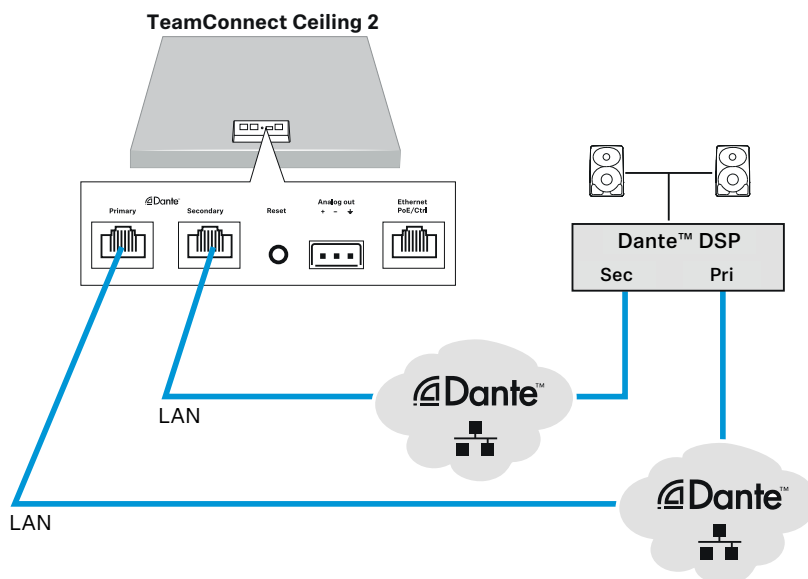 TeamConnect Ceiling 2
Dante™
Primary
Secondary
Reset
Analog out
+ −
Ethernet
PoE/Ctrl
Dante™ DSP
Sec Pri
LAN
Dante™
LAN
Dante™